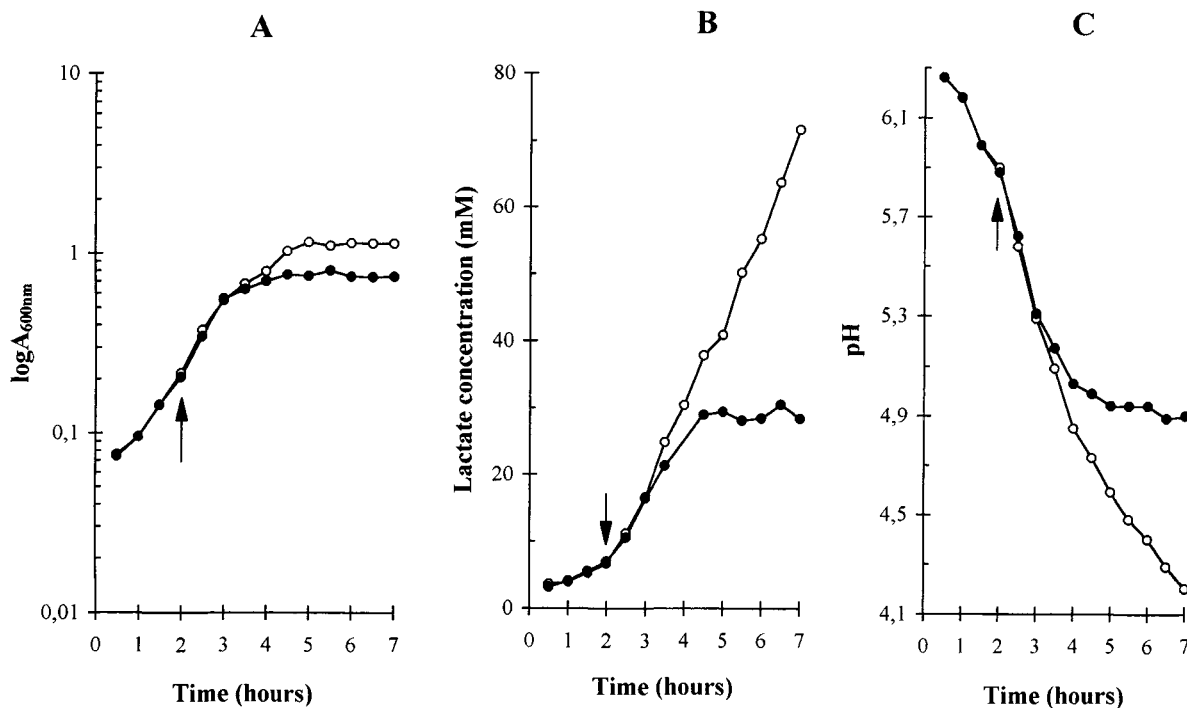 A
B
C
10
1
0,1
0,01
logA600nm
0 1 2 3 4 5 6 7
Time (hours)
80
60
40
20
0
Lactate concentration (mM)
0 1 2 3 4 5 6 7
Time (hours)
6,1
5,7
5,3
4,9
4,5
4,1
pH
0 1 2 3 4 5 6 7
Time (hours)